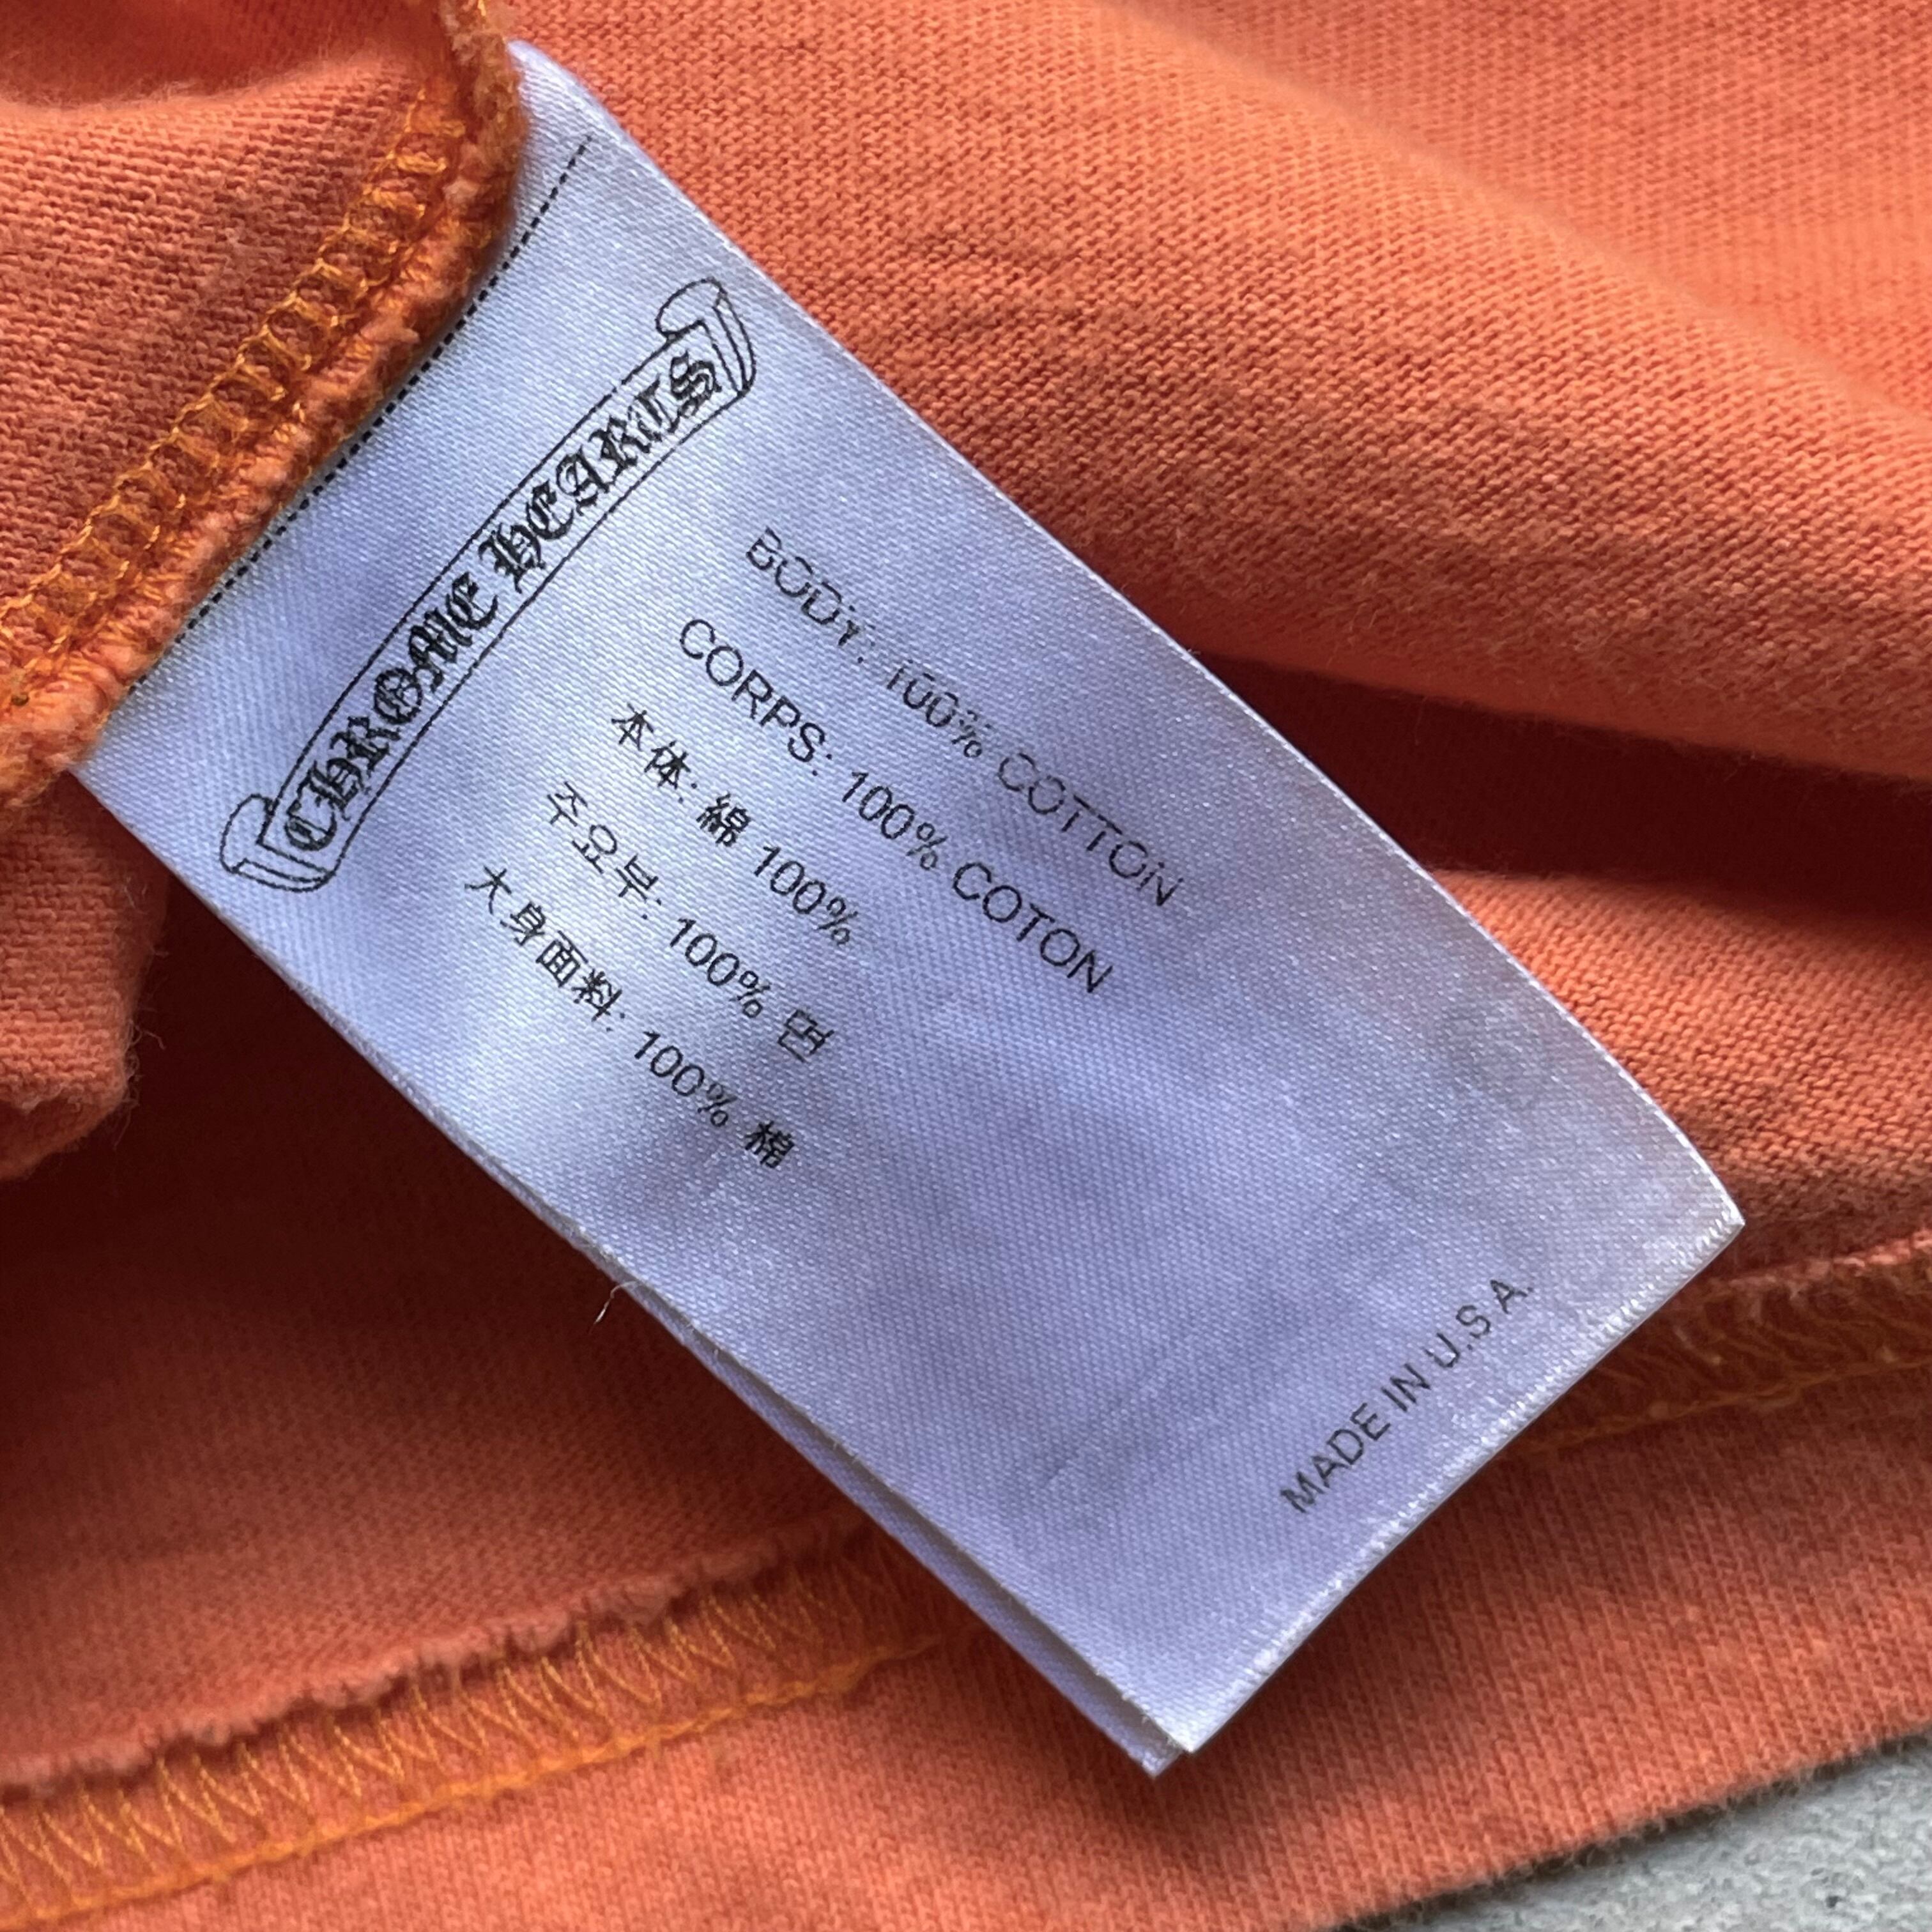 CHROME HEARTS
BODY: 100% COTTON
CORPS: 100% COTON
本体: 綿 100%
주요부: 100% 면
大身面料: 100% 棉
MADE IN U.S.A.